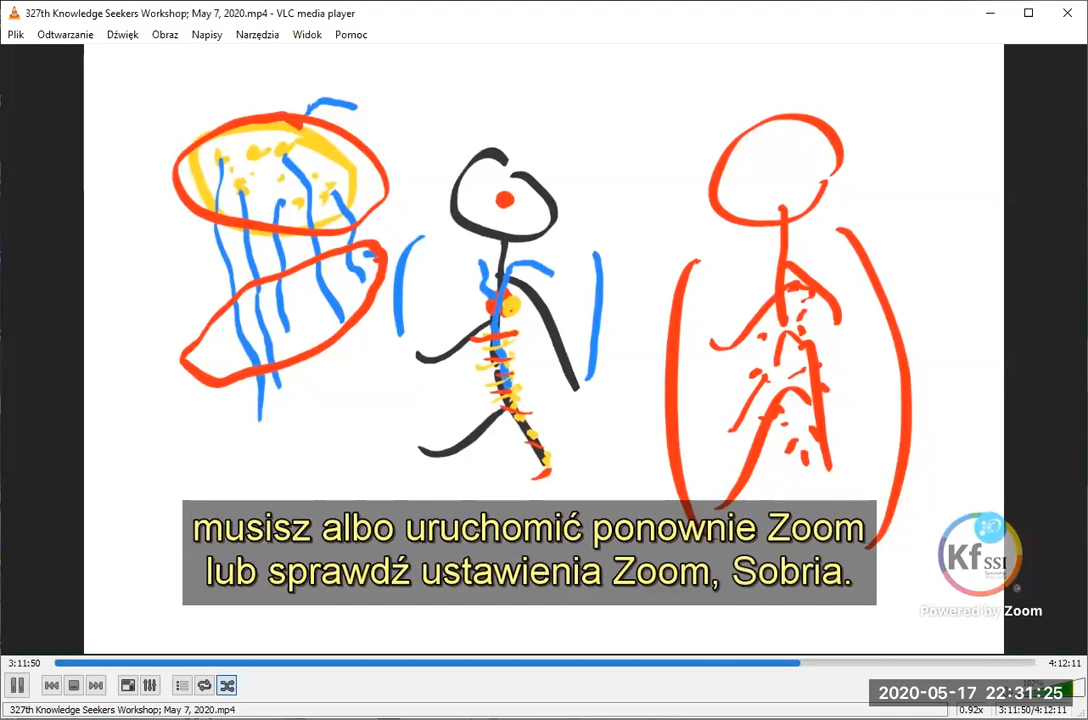 327th Knowledge Seekers Workshop; May 7, 2020.mp4 - VLC media player
Plik Odtwarzanie Dźwięk Obraz Napisy Narzędzia Widok Pomoc
musisz albo uruchomić ponownie Zoom
lub sprawdź ustawienia Zoom, Sobria.
Kf SSI
Powered by Zoom
3:11:50 4:12:11
2020-05-17 22:31:25
327th Knowledge Seekers Workshop; May 7, 2020.mp4 0.92x 3:11:50/4:12:11